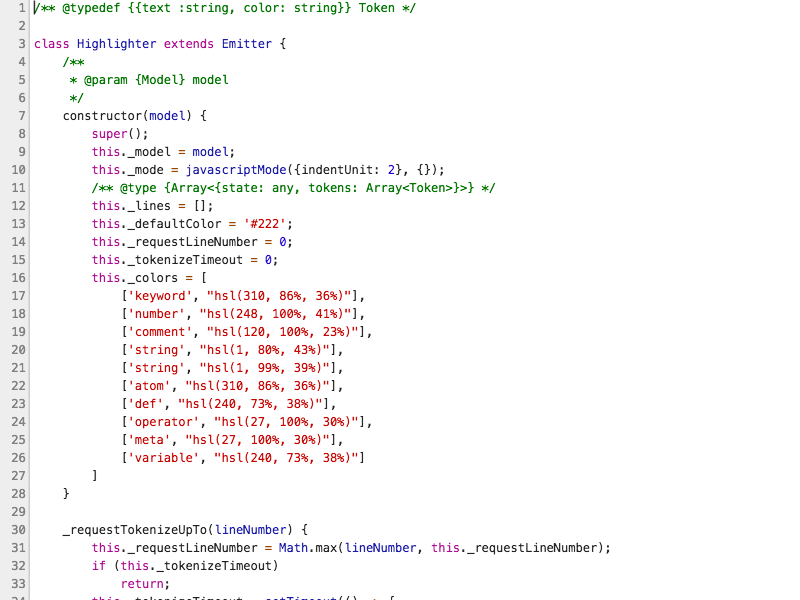 1 /** @typedef {{text :string, color: string}} Token */
2
3 class Highlighter extends Emitter {
4     /**
5      * @param {Model} model
6      */
7     constructor(model) {
8         super();
9         this._model = model;
10         this._mode = javascriptMode({indentUnit: 2}, {});
11         /** @type {Array<{state: any, tokens: Array<Token>}>} */
12         this._lines = [];
13         this._defaultColor = '#222';
14         this._requestLineNumber = 0;
15         this._tokenizeTimeout = 0;
16         this._colors = [
17             ['keyword', "hsl(310, 86%, 36%)"],
18             ['number', "hsl(248, 100%, 41%)"],
19             ['comment', "hsl(120, 100%, 23%)"],
20             ['string', "hsl(1, 80%, 43%)"],
21             ['string', "hsl(1, 99%, 39%)"],
22             ['atom', "hsl(310, 86%, 36%)"],
23             ['def', "hsl(240, 73%, 38%)"],
24             ['operator', "hsl(27, 100%, 30%)"],
25             ['meta', "hsl(27, 100%, 30%)"],
26             ['variable', "hsl(240, 73%, 38%)"]
27         ]
28     }
29
30     _requestTokenizeUpTo(lineNumber) {
31         this._requestLineNumber = Math.max(lineNumber, this._requestLineNumber);
32         if (this._tokenizeTimeout)
33             return;
34         this._tokenizeTimeout = setTimeout(() => {